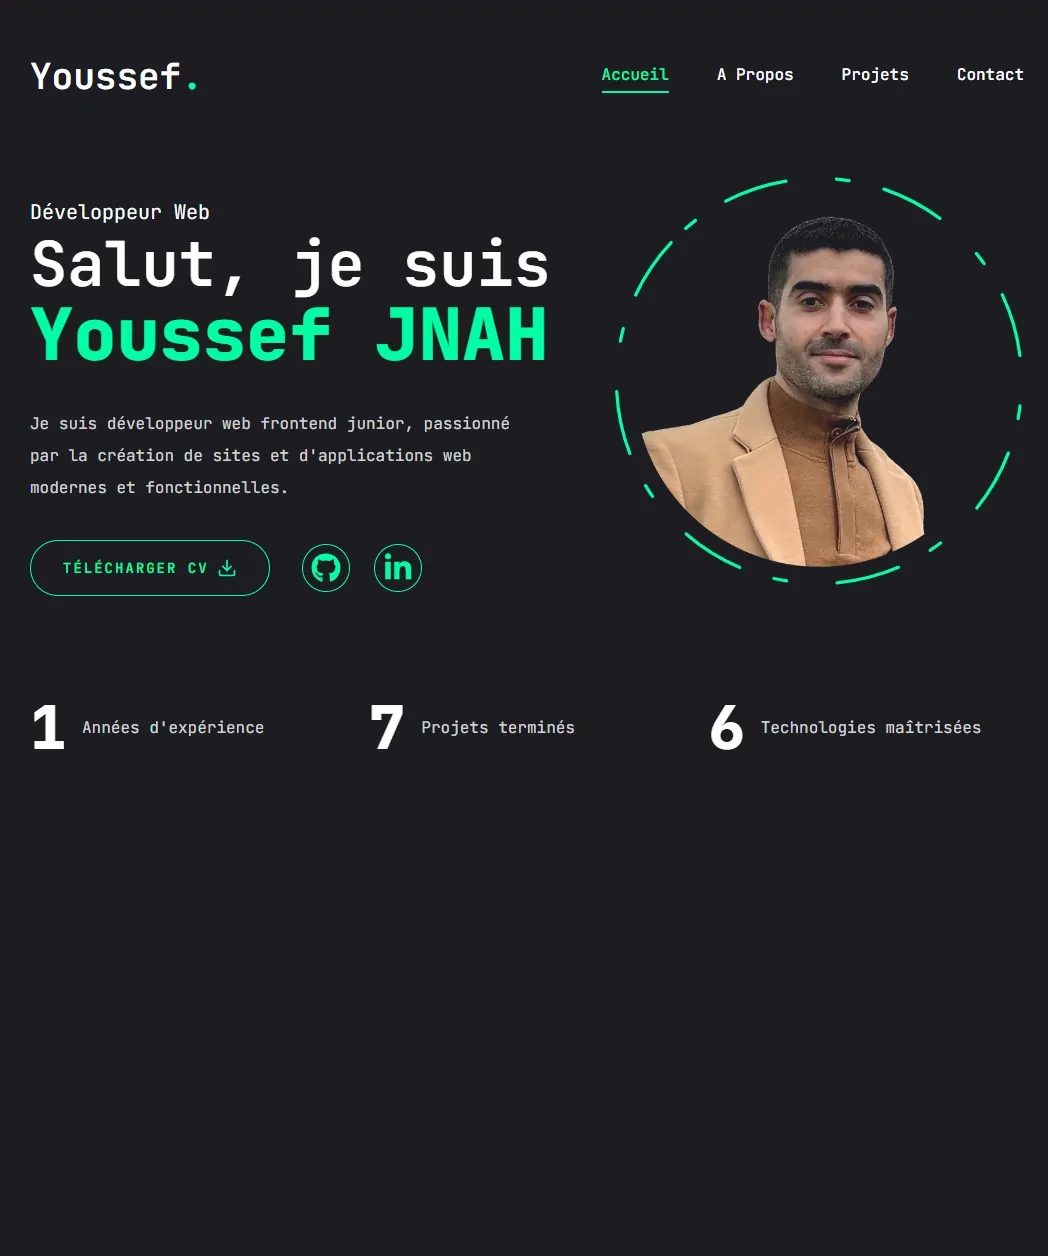 Youssef.
Accueil A Propos Projets Contact
Développeur Web
Salut, je suis
Youssef JNAH
Je suis développeur web frontend junior, passionné
par la création de sites et d'applications web
modernes et fonctionnelles.
TÉLÉCHARGER CV
in
1 Années d'expérience
7 Projets terminés
6 Technologies maîtrisées